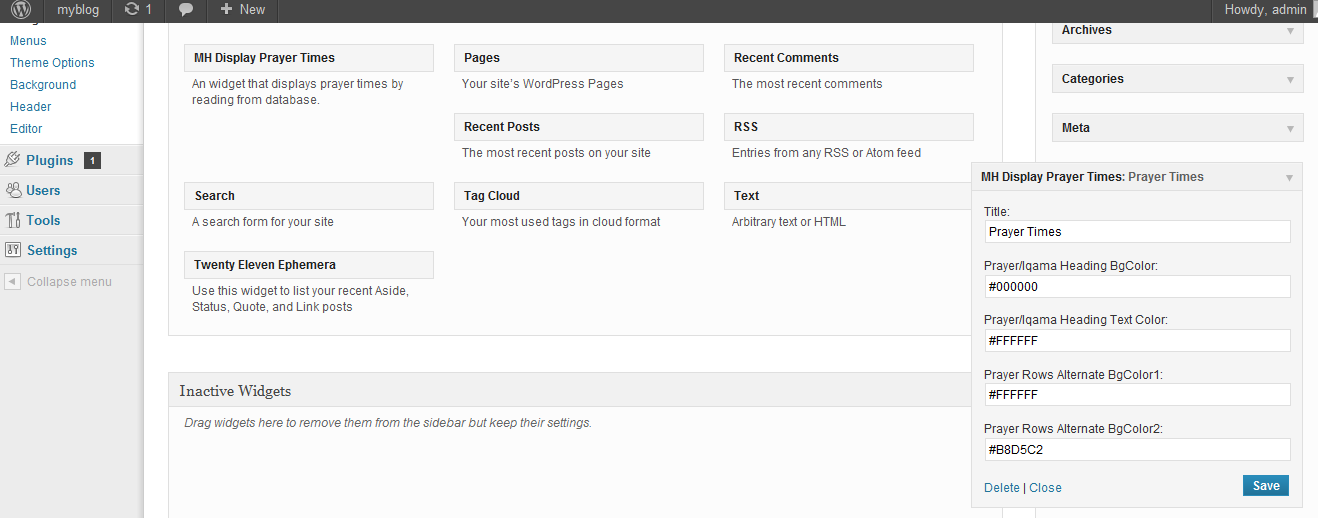 myblog
1
New
Howdy, admin
Menus
Theme Options
Background
Header
Editor
Plugins 1
Users
Tools
Settings
Collapse menu
MH Display Prayer Times
An widget that displays prayer times by
reading from database.
Pages
Your site's WordPress Pages
Recent Comments
The most recent comments
Recent Posts
The most recent posts on your site
RSS
Entries from any RSS or Atom feed
Search
A search form for your site
Tag Cloud
Your most used tags in cloud format
Text
Arbitrary text or HTML
Twenty Eleven Ephemera
Use this widget to list your recent Aside,
Status, Quote, and Link posts
Inactive Widgets
Drag widgets here to remove them from the sidebar but keep their settings.
Archives
Categories
Meta
MH Display Prayer Times: Prayer Times
Title:
Prayer Times
Prayer/Iqama Heading BgColor:
#000000
Prayer/Iqama Heading Text Color:
#FFFFFF
Prayer Rows Alternate BgColor1:
#FFFFFF
Prayer Rows Alternate BgColor2:
#B8D5C2
Delete | Close
Save